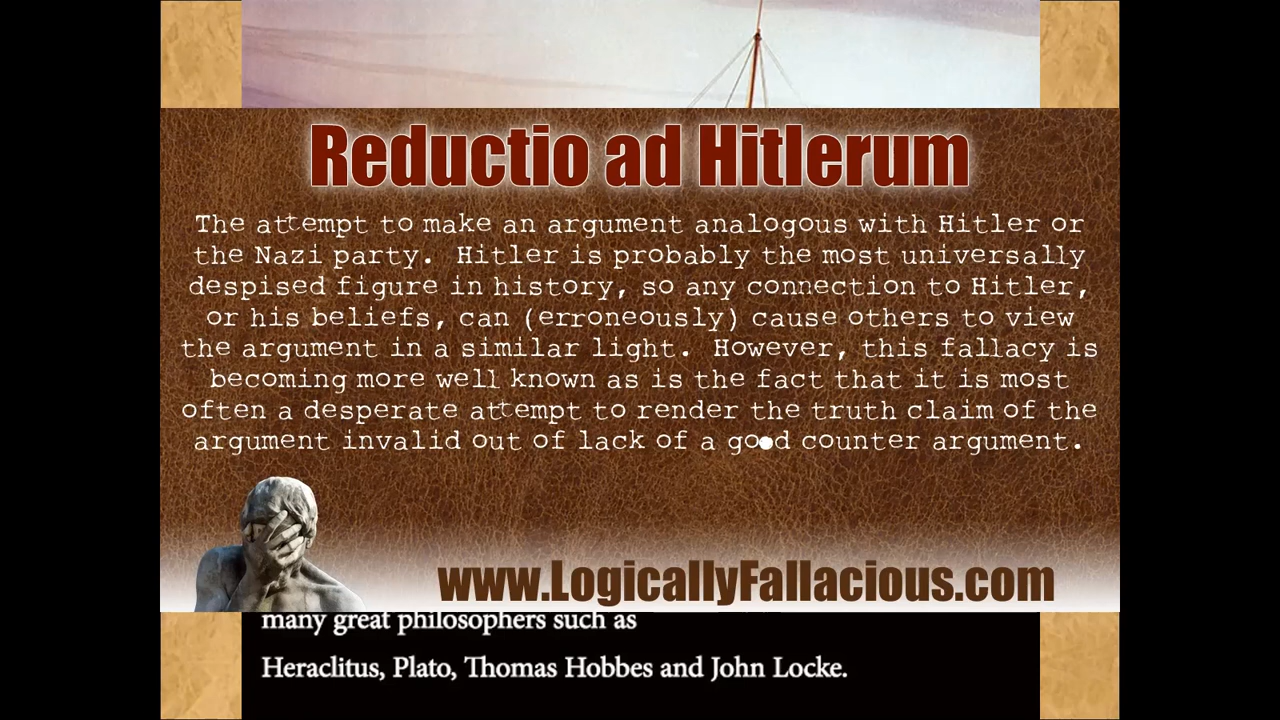 Reductio ad Hitlerum
The attempt to make an argument analogous with Hitler or
the Nazi party. Hitler is probably the most universally
despised figure in history, so any connection to Hitler,
or his beliefs, can (erroneously) cause others to view
the argument in a similar light. However, this fallacy is
becoming more well known as is the fact that it is most
often a desperate attempt to render the truth claim of the
argument invalid out of lack of a good counter argument.
www.LogicallyFallacious.com
many great philosophers such as
Heraclitus, Plato, Thomas Hobbes and John Locke.